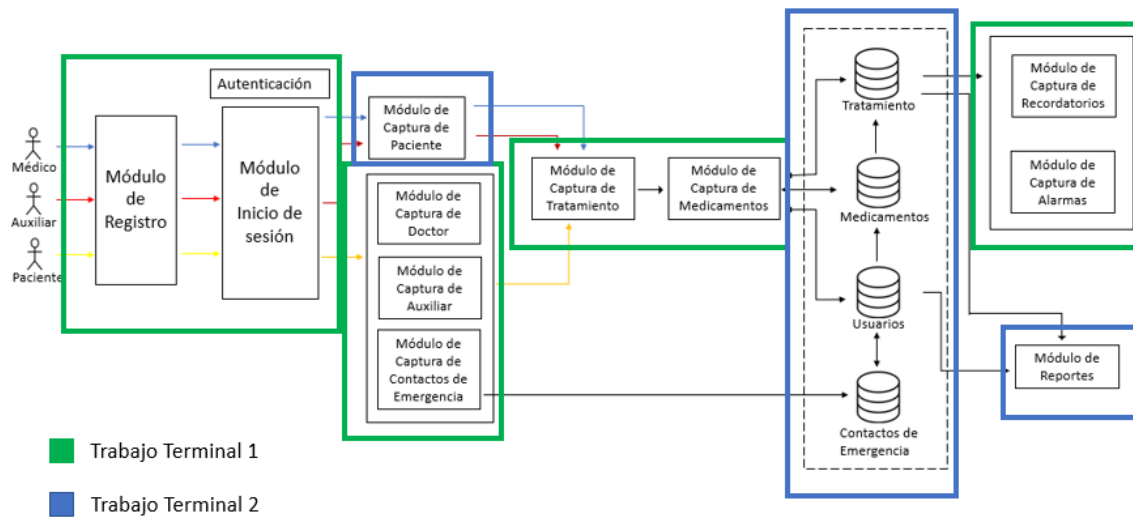 Médico
Auxiliar
Paciente
Módulo
de
Registro
Autenticación
Módulo
de
Inicio de
sesión
Módulo de
Captura de
Paciente
Módulo de
Captura de
Doctor
Módulo de
Captura de
Auxiliar
Módulo de
Captura de
Contactos de
Emergencia
Módulo de
Captura de
Tratamiento
Módulo de
Captura de
Medicamentos
Tratamiento
Medicamentos
Usuarios
Contactos de
Emergencia
Módulo de
Captura de
Recordatorios
Módulo de
Captura de
Alarmas
Módulo de
Reportes
Trabajo Terminal 1
Trabajo Terminal 2